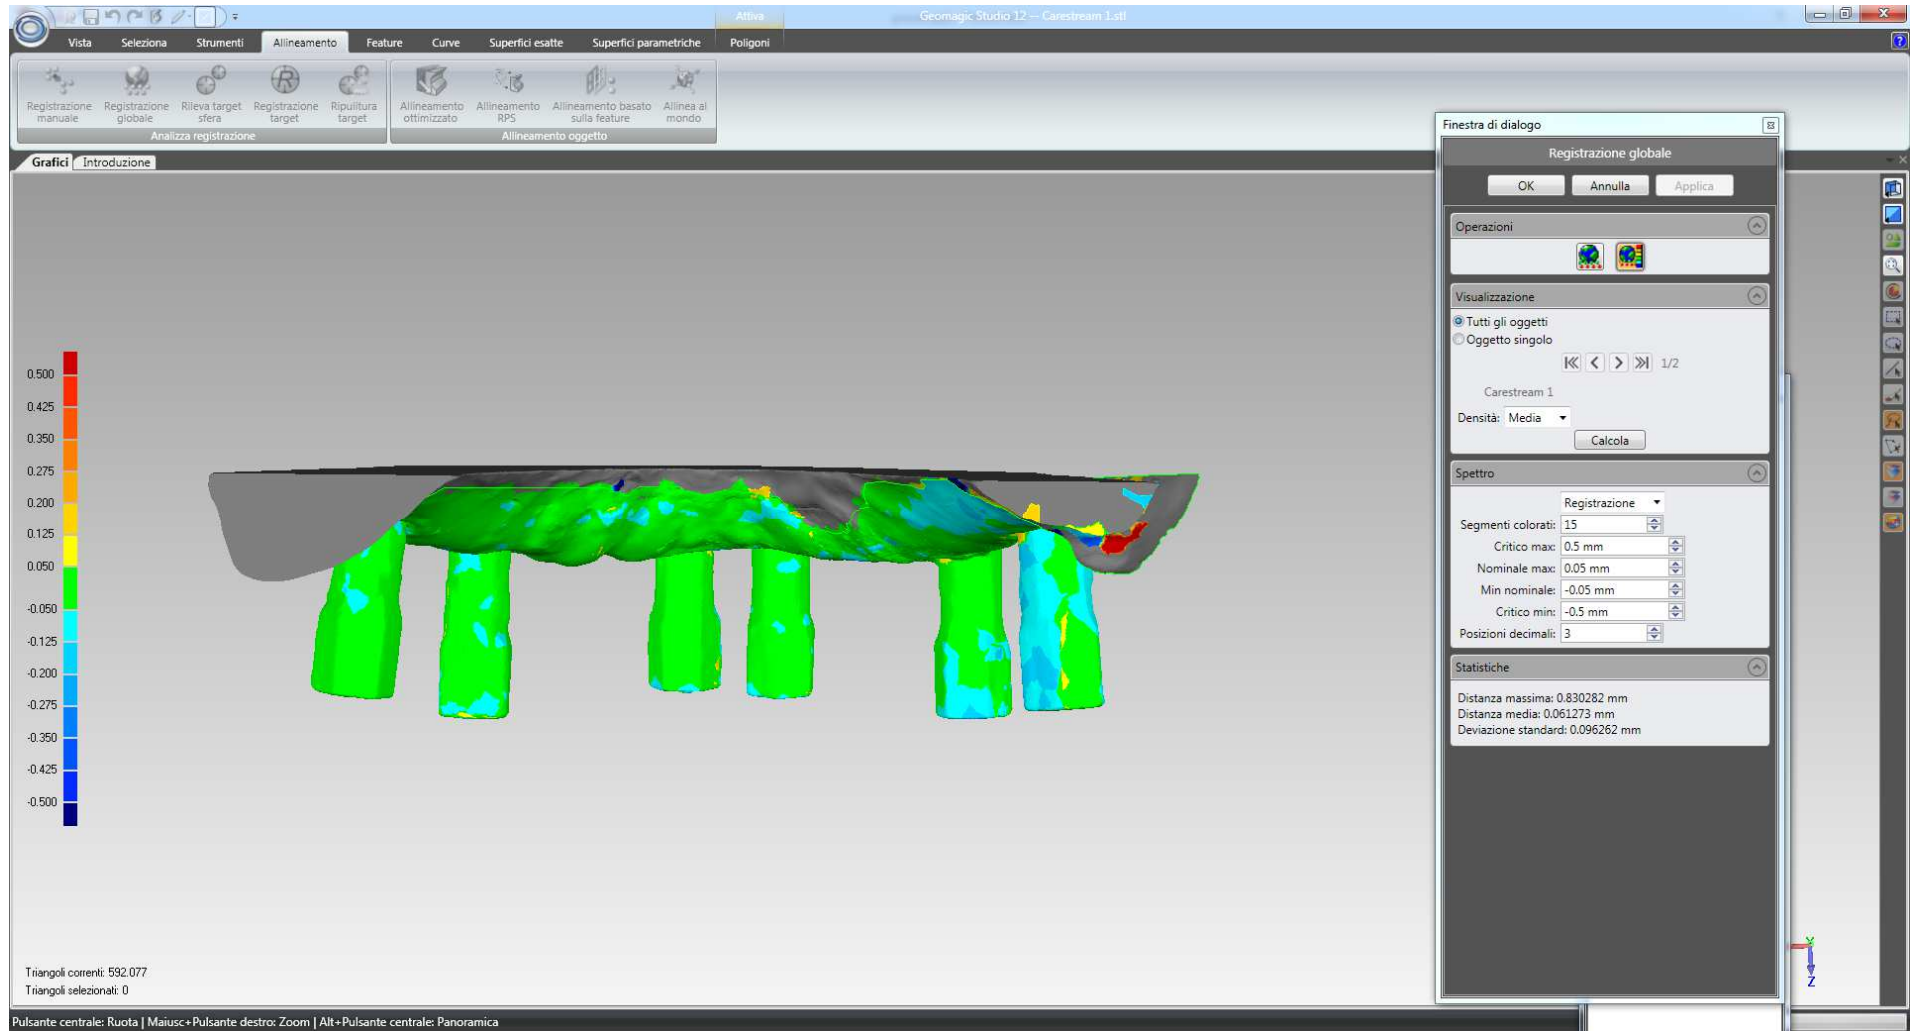 Attiva
Geomagic Studio 12 -- Carestream 1.stl
Vista Seleziona Strumenti Allineamento Feature Curve Superfici esatte Superfici parametriche Poligoni
Registrazione manuale
Registrazione globale
Rileva target sfera
Registrazione target
Ripulitura target
Allineamento ottimizzato
Allineamento RPS
Allineamento basato sulla feature
Allinea al mondo
Analizza registrazione
Allineamento oggetto
Grafici Introduzione
0.500
0.425
0.350
0.275
0.200
0.125
0.050
-0.050
-0.125
-0.200
-0.275
-0.350
-0.425
-0.500
Finestra di dialogo
Registrazione globale
OK Annulla Applica
Operazioni
Visualizzazione
Tutti gli oggetti
Oggetto singolo
1/2
Carestream 1
Densità: Media
Calcola
Spettro
Registrazione
Segmenti colorati: 15
Critico max: 0.5 mm
Nominale max: 0.05 mm
Min nominale: -0.05 mm
Critico min: -0.5 mm
Posizioni decimali: 3
Statistiche
Distanza massima: 0.830282 mm
Distanza media: 0.061273 mm
Deviazione standard: 0.096262 mm
Y
Z
Triangoli correnti: 592.077
Triangoli selezionati: 0
Pulsante centrale: Ruota | Maiusc+Pulsante destro: Zoom | Alt+Pulsante centrale: Panoramica